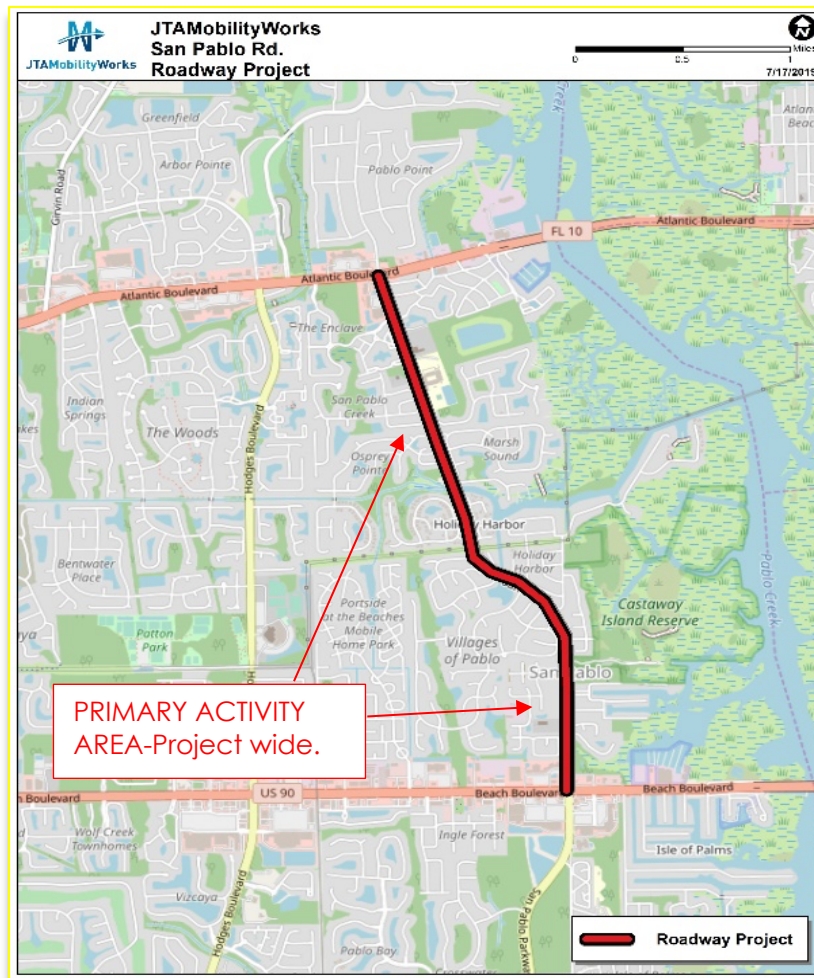 JTAMobilityWorks
JTAMobilityWorks
San Pablo Rd.
Roadway Project
N
Miles
0 0.5 1
7/17/2019
Greenfield
Arbor Pointe
Girvin Road
Pablo Point
Atlantic Boulevard
FL 10
Atlantic Boulevard
Atlantic Boulevard
The Enclave
San Pablo
Creek
Indian
Springs
The Woods
Hodges Boulevard
Osprey
Pointe
Marsh
Sound
Holiday Harbor
Holiday
Harbor
Bentwater
Place
Portside
at the Beaches
Mobile
Home Park
Castaway
Island Reserve
Pablo Creek
Patton
Park
Villages
of Pablo
San Pablo
PRIMARY ACTIVITY
AREA-Project wide.
Boulevard
US 90
Beach Boulevard
Beach Boulevard
Wolf Creek
Townhomes
Ingle Forest
Isle of Palms
Vizcaya
Hodges Boulevard
San Pablo Parkway
Pablo Bay
Roadway Project